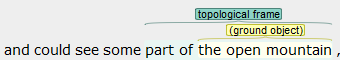 topological frame
(ground object)
and could see some part of the open mountain ,